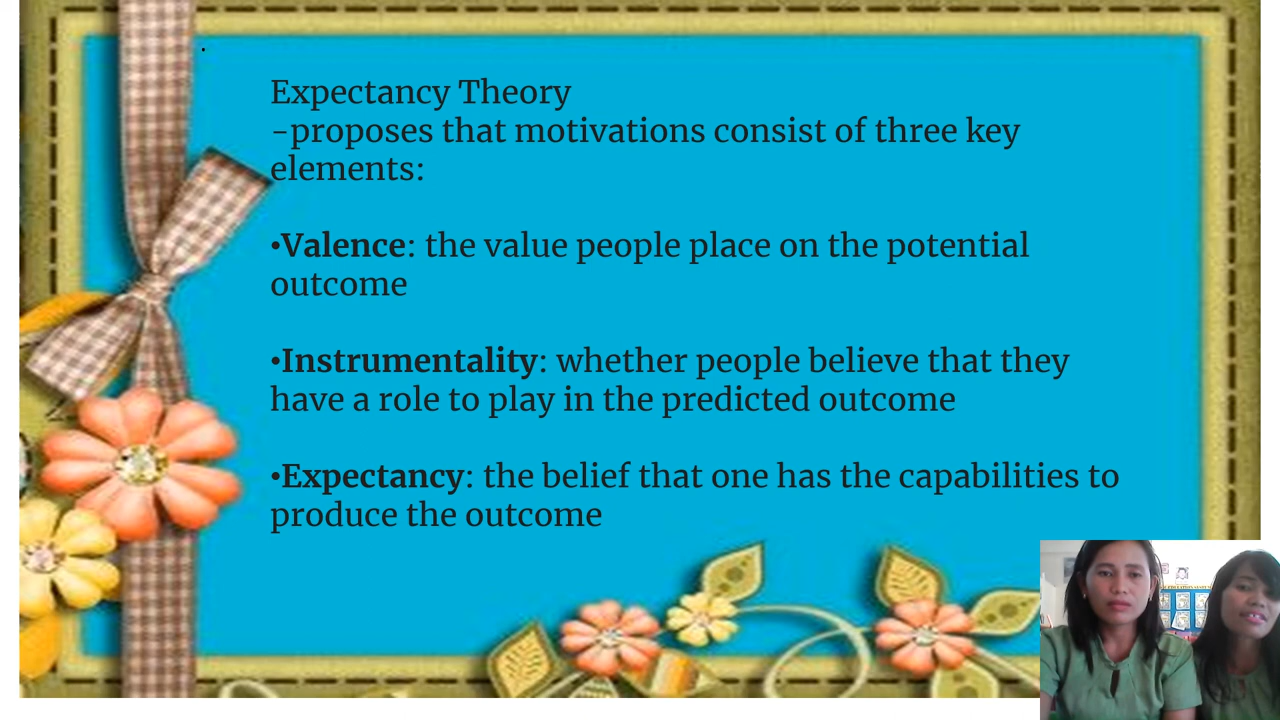 Expectancy Theory
-proposes that motivations consist of three key
elements:
•Valence: the value people place on the potential
outcome
•Instrumentality: whether people believe that they
have a role to play in the predicted outcome
•Expectancy: the belief that one has the capabilities to
produce the outcome